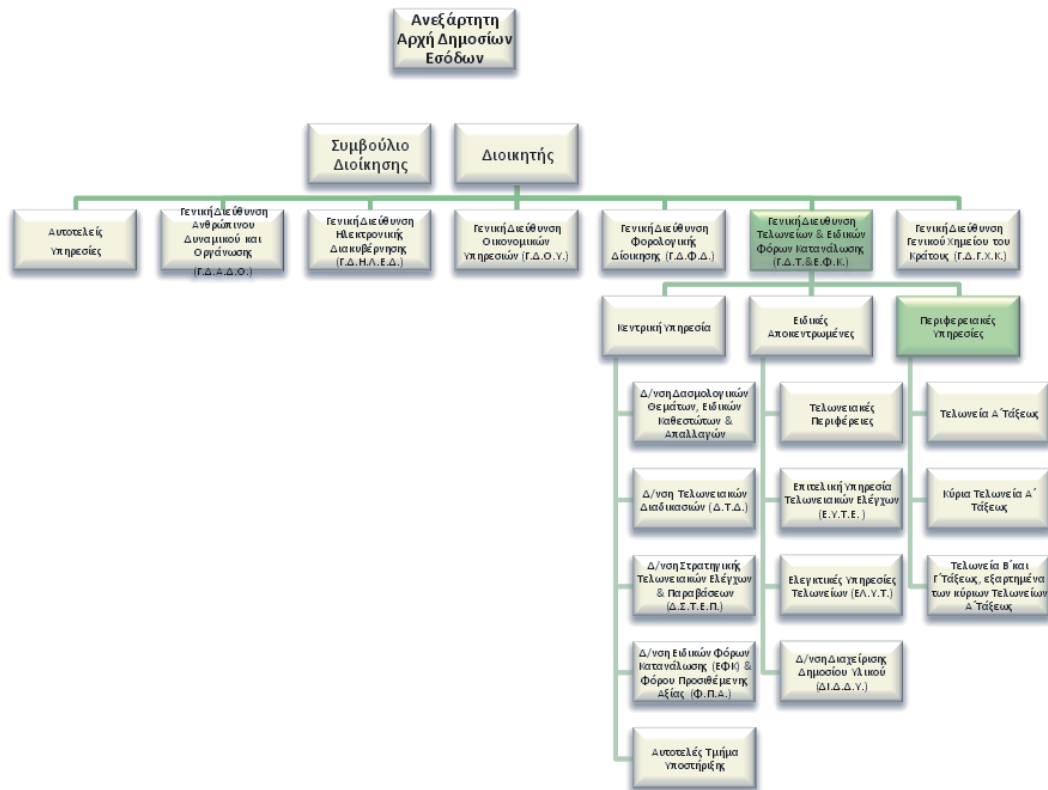 Ανεξάρτητη
Αρχή Δημοσίων
Εσόδων
Συμβούλιο
Διοίκησης
Διοικητής
Αυτοτελείς
Υπηρεσίες
Γενική Διεύθυνση
Ανθρώπινου
Δυναμικού και
Οργάνωσης
(Γ.Δ.Α.Δ.Ο.)
Γενική Διεύθυνση
Ηλεκτρονικής
Διακυβέρνησης
(Γ.Δ.Η.Λ.Ε.Δ.)
Γενική Διεύθυνση
Οικονομικών
Υπηρεσιών (Γ.Δ.Ο.Υ.)
Γενική Διεύθυνση
Φορολογικής
Διοικησης (Γ.Δ.Φ.Δ.)
Γενική Διευθυνση
Τελωνείων & Ειδικών
Φόρων Κατανάλωσης
(Γ.Δ.Τ.&Ε.Φ.Κ.)
Γενική Διεύθυνση
Γενικού Χημείου του
Κράτους (Γ.Δ.Γ.Χ.Κ.)
Κεντρική Υπηρεσία
Ειδικές
Αποκεντρωμένες
Περιφερειακές
Υπηρεσίες
Δ/νση Δασμολογικών
Θεμάτων, Ειδικών
Καθεστώτων &
Απαλλαγών
Δ/νση Τελωνειακών
Διαδικασιών (Δ.Τ.Δ.)
Δ/νση Στρατηγικής
Τελωνειακών Ελέγχων
& Παραβάσεων
(Δ.Σ.Τ.Ε.Π.)
Δ/νση Ειδικών Φόρων
Κατανάλωσης (ΕΦΚ) &
Φόρου Προσιθέμενης
Αξίας (Φ.Π.Α.)
Αυτοτελές Τμήμα
Υποστήριξης
Τελωνειακές
Περιφέρειες
Επιτελική Υπηρεσία
Τελωνειακών Ελέγχων
(Ε.Υ.Τ.Ε. )
Ελεγκτικές Υπηρεσίες
Τελωνείων (ΕΛ.Υ.Τ.)
Δ/νση Διαχείρισης
Δημοσίου Υλικού
(ΔΙ.Δ.Δ.Υ.)
Τελωνεία Α΄Τάξεως
Κύρια Τελωνεία Α΄
Τάξεως
Τελωνεία Β΄και
Γ΄Τάξεως, εξαρτημένα
των κύριων Τελωνείων
Α΄Τάξεως